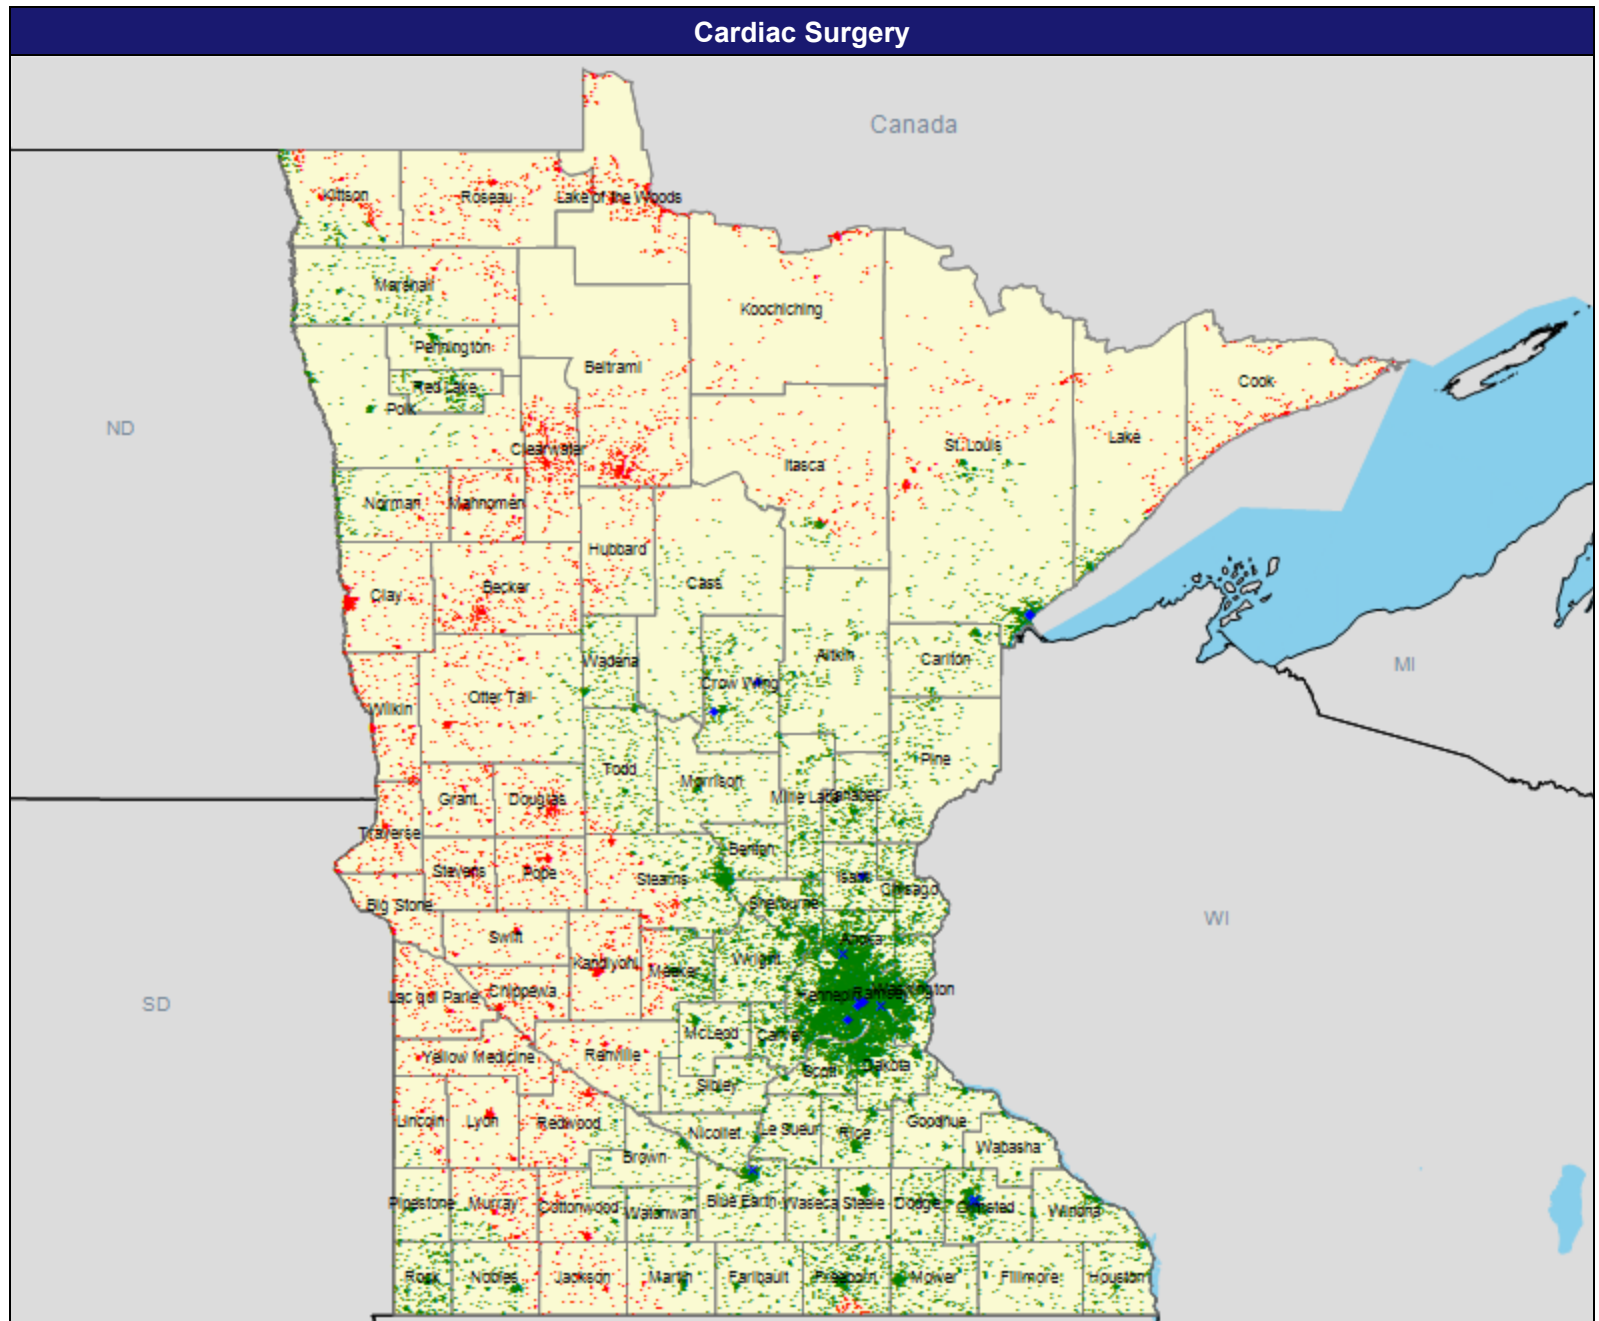 Cardiac Surgery
Canada
Kittson
Roseau
Lake of the Woods
Marshall
Koochiching
Pennington
Beltrami
Red Lake
Polk
Cook
ND
Clearwater
St. Louis
Lake
Itasca
Norman
Mahnomen
Hubbard
Cass
Clay
Becker
Wadena
Aitkin
Carlton
MI
Crow Wing
Otter Tail
Wilkin
Pine
Todd
Morrison
Mille Lacs
Kanabec
Grant
Douglas
Traverse
Benton
Stevens
Pope
Stearns
Isanti
Chisago
Big Stone
Sherburne
WI
Swift
Anoka
Kandiyohi
Meeker
Wright
SD
Lac qui Parle
Chippewa
Hennepin
Ramsey
Washington
McLeod
Carver
Yellow Medicine
Renville
Scott
Dakota
Sibley
Lincoln
Lyon
Redwood
Nicollet
Le Sueur
Rice
Goodhue
Wabasha
Brown
Pipestone
Murray
Cottonwood
Watonwan
Blue Earth
Waseca
Steele
Dodge
Olmsted
Winona
Rock
Nobles
Jackson
Martin
Faribault
Freeborn
Mower
Fillmore
Houston